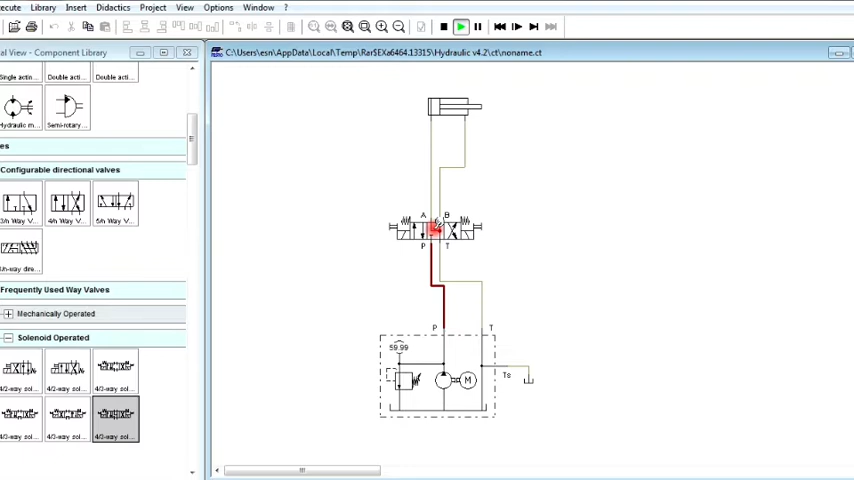 ecute Library Insert Didactics Project View Options Window ?
al View - Component Library
C:\Users\esn\AppData\Local\Temp\Rar$EXa6464.13315\Hydraulic v4.2\ct\noname.ct
Single actin... Double acti... Double acti...
Hydraulic m... Semi-rotary...
es
Configurable directional valves
3/n Way V... 4/n Way V... 5/n Way V...
/n-way dire...
Frequently Used Way Valves
Mechanically Operated
Solenoid Operated
4/2-way sol... 4/2-way sol... 4/3-way sol...
4/3-way sol... 4/3-way sol... 4/3-way sol...
A B
P T
P T
59.99
M
Ts